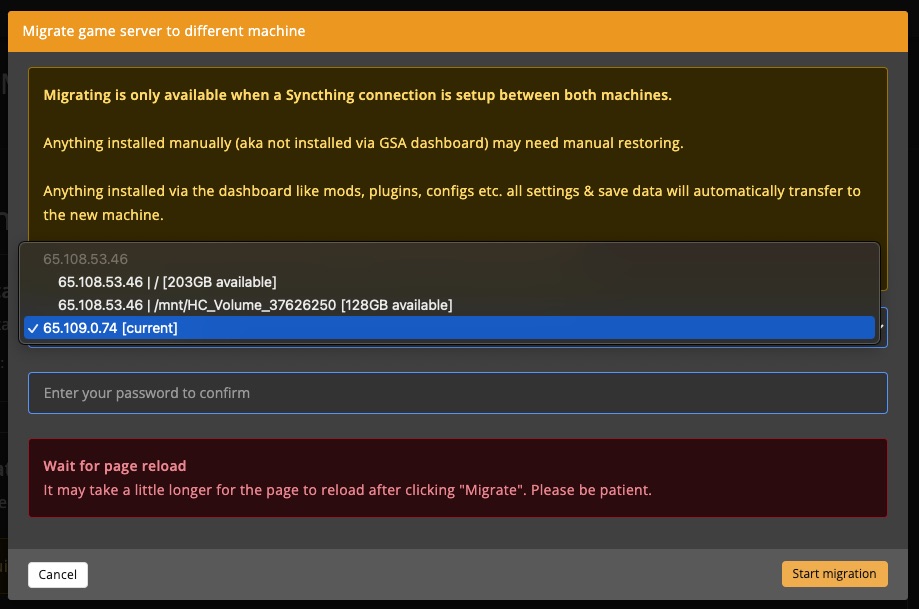 Migrate game server to different machine
Migrating is only available when a Syncthing connection is setup between both machines.
Anything installed manually (aka not installed via GSA dashboard) may need manual restoring.
Anything installed via the dashboard like mods, plugins, configs etc. all settings & save data will automatically transfer to
the new machine.
65.108.53.46
65.108.53.46 | / [203GB available]
65.108.53.46 | /mnt/HC_Volume_37626250 [128GB available]
✓ 65.109.0.74 [current]
Enter your password to confirm
Wait for page reload
It may take a little longer for the page to reload after clicking "Migrate". Please be patient.
Cancel
Start migration